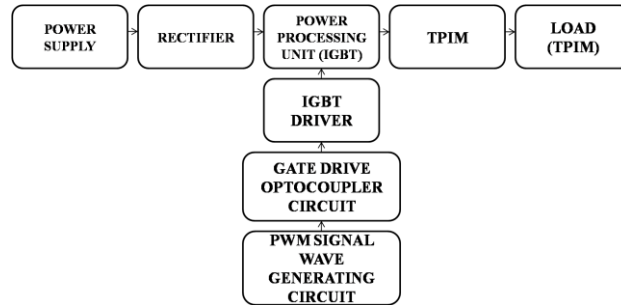 POWER
SUPPLY
RECTIFIER
POWER
PROCESSING
UNIT (IGBT)
TPIM
LOAD
(TPIM)
IGBT
DRIVER
GATE DRIVE
OPTOCOUPLER
CIRCUIT
PWM SIGNAL
WAVE
GENERATING
CIRCUIT